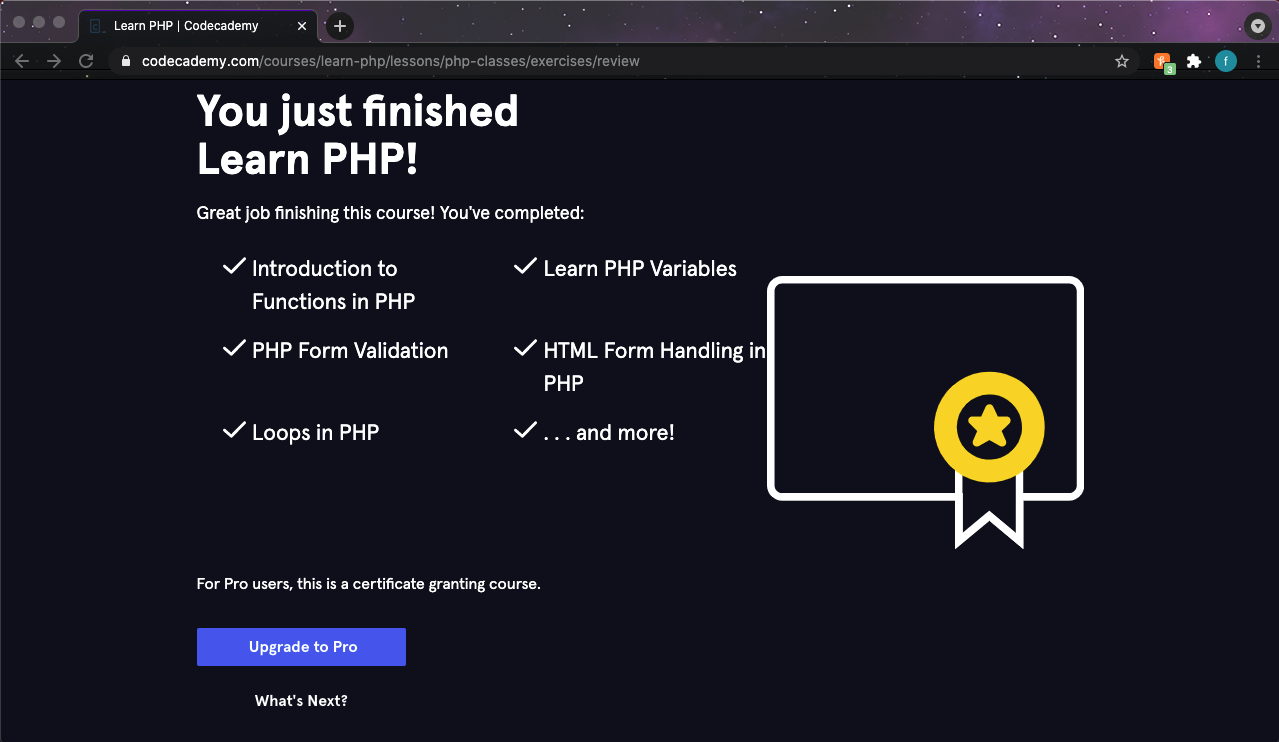 Learn PHP | Codecademy
codecademy.com/courses/learn-php/lessons/php-classes/exercises/review
3
f
You just finished
Learn PHP!
Great job finishing this course! You've completed:
Introduction to
Functions in PHP
Learn PHP Variables
PHP Form Validation
HTML Form Handling in
PHP
Loops in PHP
. . . and more!
For Pro users, this is a certificate granting course.
Upgrade to Pro
What's Next?